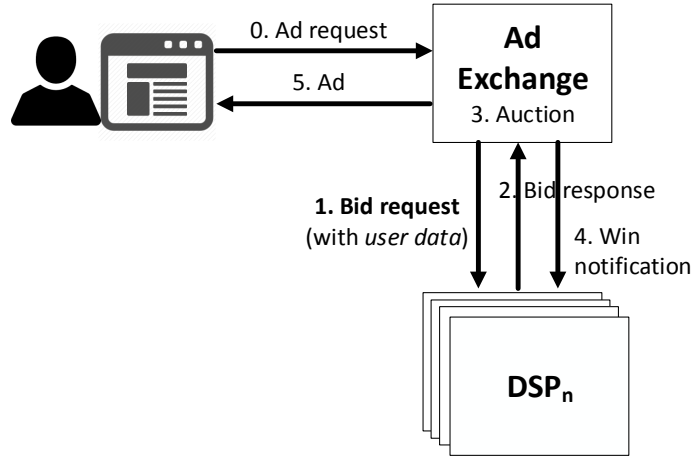 0. Ad request
5. Ad
Ad
Exchange
3. Auction
1. Bid request
(with user data)
2. Bid response
4. Win
notification
DSPn